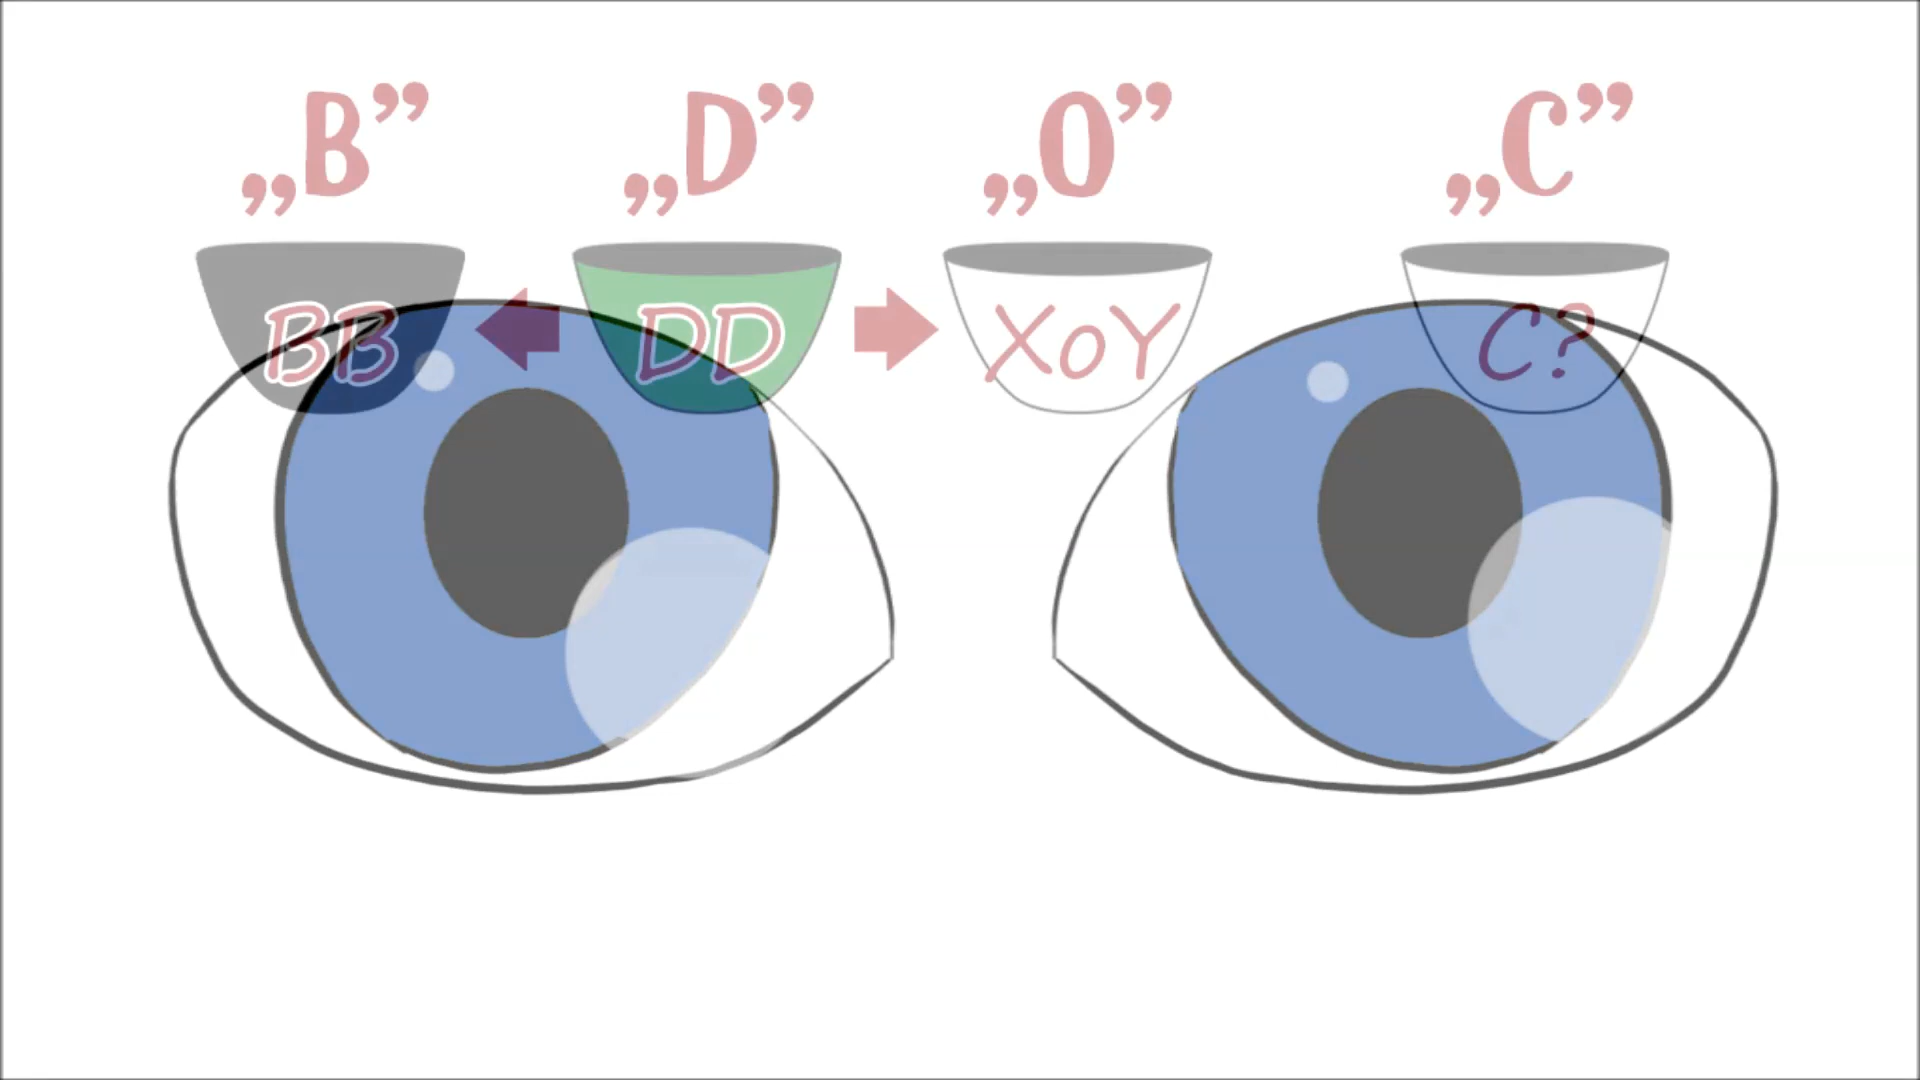 „B” „D” „O” „C”
BB DD XoY C?